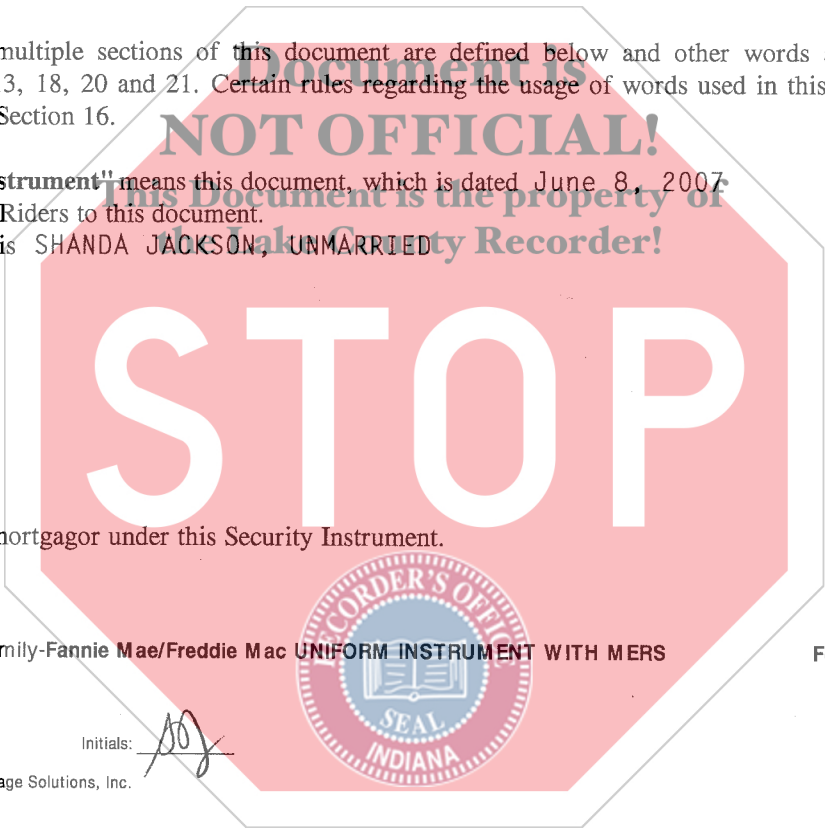 multiple sections of this document are defined below and other words
Document is
3, 18, 20 and 21. Certain rules regarding the usage of words used in this
Section 16.
NOT OFFICIAL!
strument" means this document, which is dated June 8, 2007
This Document is the property of
Riders to this document.
is SHANDA JACKSON, UNMARRIED
the Lake County Recorder!
STOP
mortgagor under this Security Instrument.
RECORDER'S OFFICE
mily-Fannie Mae/Freddie Mac UNIFORM INSTRUMENT WITH MERS F
SEAL
INDIANA
Initials:
age Solutions, Inc.